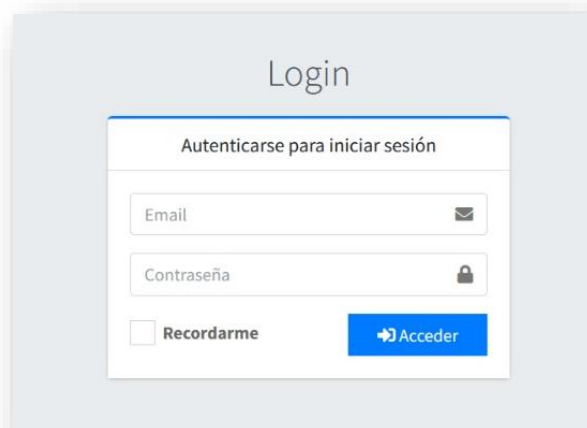 Login
Autenticarse para iniciar sesión
Email
Contraseña
Recordarme
Acceder